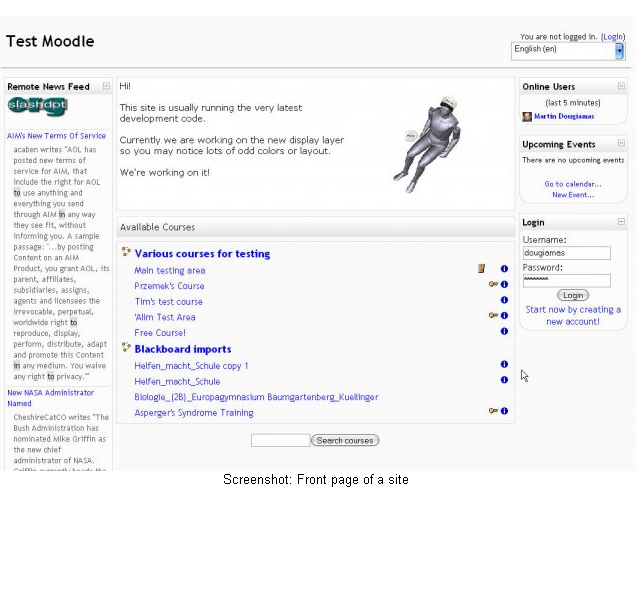 Test Moodle
You are not logged in. (Login)
English (en)
Remote News Feed
slashdot
org
AIM's New Terms Of Service
acaben writes "AOL has
posted new terms of
service for AIM, that
include the right for AOL
to use anything and
everything you send
through AIM in any way
they see fit, without
informing you. A sample
passage: '...by posting
Content on an AIM
Product, you grant AOL, its
parent, affiliates,
subsidiaries, assigns,
agents and licensees the
irrevocable, perpetual,
worldwide right to
reproduce, display,
perform, distribute, adapt
and promote this Content
in any medium. You waive
any right to privacy.'"
New NASA Administrator
Named
CheshireCatCO writes "The
Bush Administration has
nominated Mike Griffin as
the new chief
administrator of NASA.
Griffin currently heads the
Hi!
This site is usually running the very latest
development code.
Currently we are working on the new display layer
so you may notice lots of odd colors or layout.
We're working on it!
Available Courses
Various courses for testing
Main testing area
Przemek's Course
Tim's test course
'Alim Test Area
Free Course!
Blackboard imports
Helfen_macht_Schule copy 1
Helfen_macht_Schule
Biologie_(2B)_Europagymnasium Baumgartenberg_Kuellinger
Asperger's Syndrome Training
Search courses
Online Users
(last 5 minutes)
Martin Dougiamas
Upcoming Events
There are no upcoming events
Go to calendar...
New Event...
Login
Username:
dougiamas
Password:
********
Login
Start now by creating a
new account!
Screenshot: Front page of a site